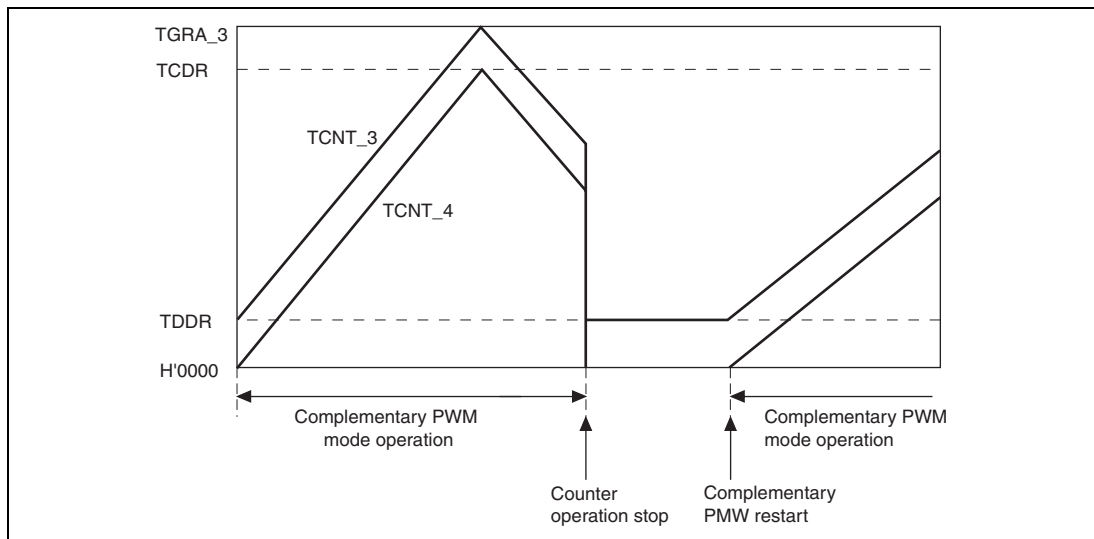 TGRA_3
TCDR
TCNT_3
TCNT_4
TDDR
H'0000
Complementary PWM
mode operation
Complementary PWM
mode operation
Counter
operation stop
Complementary
PMW restart